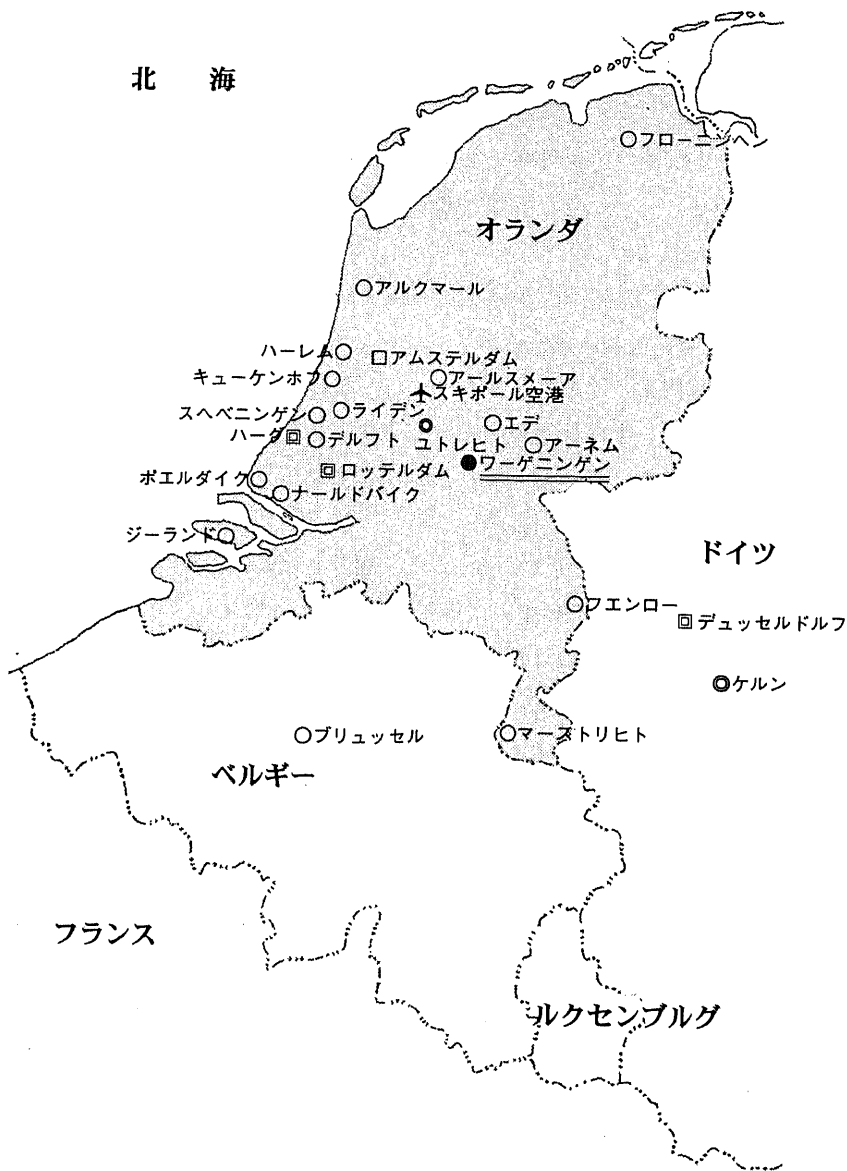 北　海
フローニンヘン
オランダ
アルクマール
ハーレム
アムステルダム
キューケンホフ
アールスメーア
スキポール空港
スヘベニンゲン
ライデン
エデ
ハーグ
デルフト
ユトレヒト
アーネム
ワーゲニンゲン
ポエルダイク
ロッテルダム
ナールドバイク
ジーランド
ドイツ
フエンロー
デュッセルドルフ
ケルン
ブリュッセル
マーストリヒト
ベルギー
フランス
ルクセンブルグ